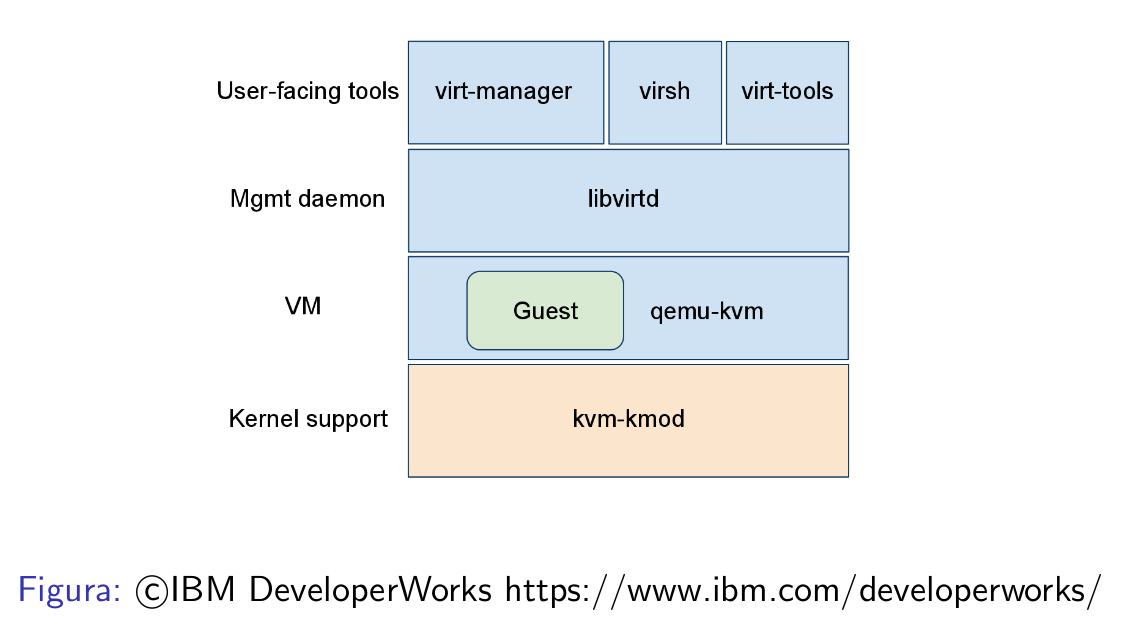 User-facing tools virt-manager virsh virt-tools
Mgmt daemon libvirtd
VM Guest qemu-kvm
Kernel support kvm-kmod
Figura: ©IBM DeveloperWorks https://www.ibm.com/developerworks/